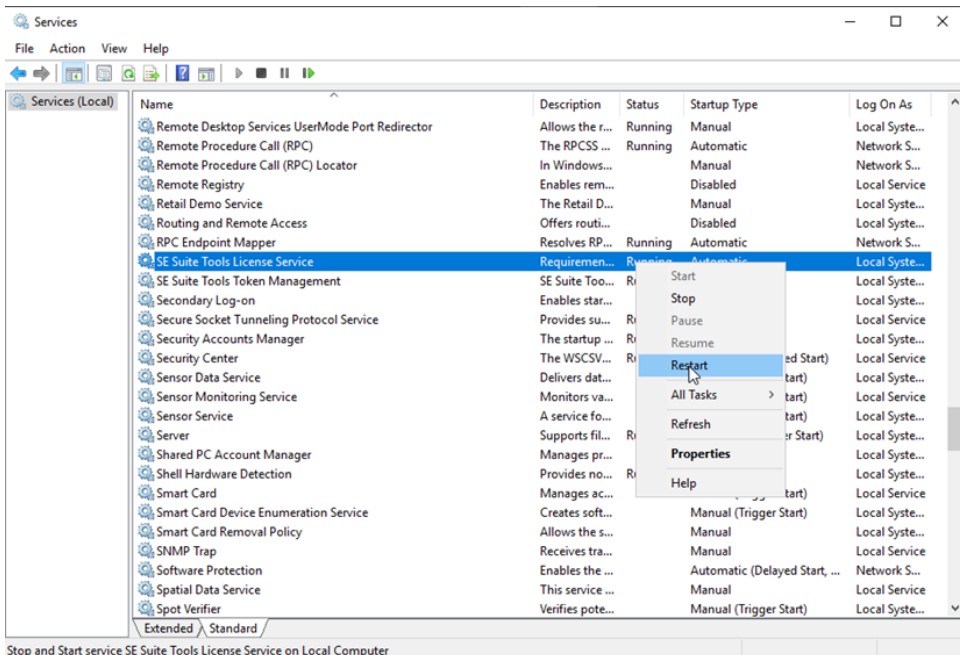 Services
File Action View Help
Services (Local)
Name Description Status Startup Type Log On As
Remote Desktop Services UserMode Port Redirector Allows the r... Running Manual Local Syste...
Remote Procedure Call (RPC) The RPCSS ... Running Automatic Network S...
Remote Procedure Call (RPC) Locator In Windows... Manual Network S...
Remote Registry Enables rem... Disabled Local Service
Retail Demo Service The Retail D... Manual Local Syste...
Routing and Remote Access Offers routi... Disabled Local Syste...
RPC Endpoint Mapper Resolves RP... Running Automatic Network S...
SE Suite Tools License Service Requiremen... Running Automatic Local Syste...
SE Suite Tools Token Management SE Suite Too... Local Syste...
Secondary Log-on Enables star... Local Syste...
Secure Socket Tunneling Protocol Service Provides su... Local Service
Security Accounts Manager The startup ... Local Syste...
Security Center The WSCSV... ed Start) Local Service
Sensor Data Service Delivers dat... tart) Local Syste...
Sensor Monitoring Service Monitors va... tart) Local Service
Sensor Service A service fo... tart) Local Syste...
Server Supports fil... er Start) Local Syste...
Shared PC Account Manager Manages pr... Local Syste...
Shell Hardware Detection Provides no... Local Syste...
Smart Card Manages ac... tart) Local Service
Smart Card Device Enumeration Service Creates soft... Manual (Trigger Start) Local Syste...
Smart Card Removal Policy Allows the s... Manual Local Syste...
SNMP Trap Receives tra... Manual Local Service
Software Protection Enables the ... Automatic (Delayed Start, ... Network S...
Spatial Data Service This service ... Manual Local Syste...
Spot Verifier Verifies pote... Manual (Trigger Start) Local Syste...
Start
Stop
Pause
Resume
Restart
All Tasks
Refresh
Properties
Help
Extended Standard
Stop and Start service SE Suite Tools License Service on Local Computer